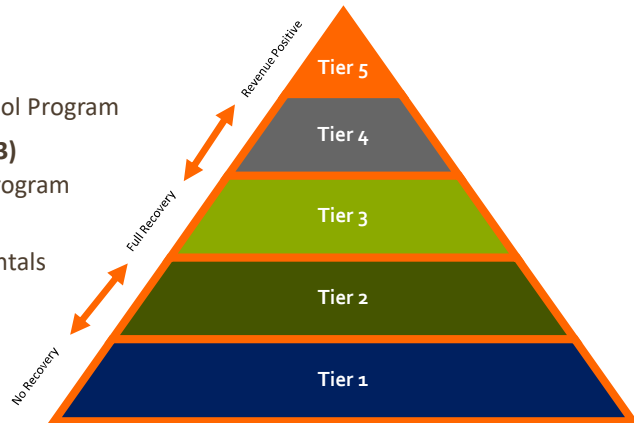 Revenue Positive
Tier 5
ol Program
Tier 4
3)
rogram
Full Recovery
Tier 3
ntals
Tier 2
No Recovery
Tier 1